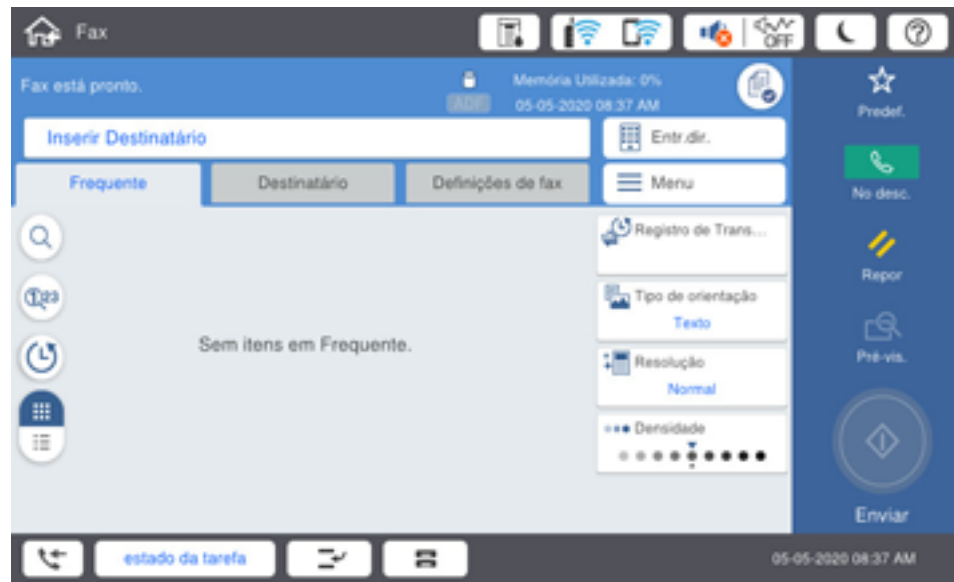 Fax
OFF
Fax está pronto.
Memória Utilizada: 0%
ADF
05-05-2020 08:37 AM
Predef.
Inserir Destinatário
Entr.dir.
Frequente
Destinatário
Definições de fax
Menu
No desc.
Registro de Trans...
Repor
123
Tipo de orientação
Texto
Sem itens em Frequente.
Resolução
Normal
Pré-vis.
Densidade
Enviar
estado da tarefa
05-05-2020 08:37 AM